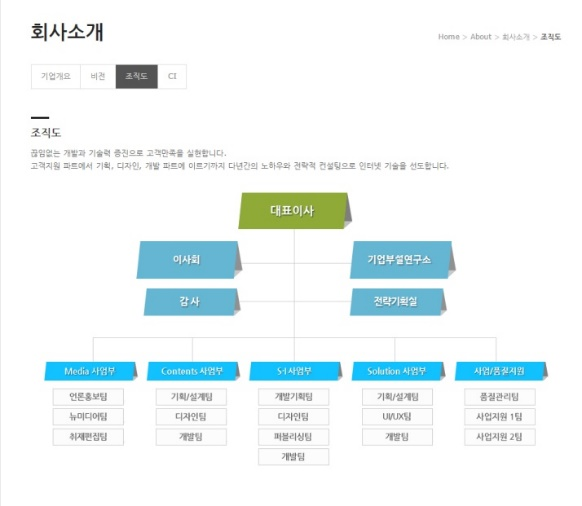 회사소개
Home > About > 회사소개 > 조직도
기업개요 비전 조직도 CI
조직도
끊임없는 개발과 기술력 증진으로 고객만족을 실현합니다.
고객지원 파트에서 기획, 디자인, 개발 파트에 이르기까지 다년간의 노하우와 전략적 컨설팅으로 인터넷 기술을 선도합니다.
대표이사
이사회 기업부설연구소
감 사 전략기획실
Media 사업부 Contents 사업부 S·I 사업부 Solution 사업부 사업/품질지원
언론홍보팀 기획/설계팀 개발기획팀 기획/설계팀 품질관리팀
뉴미디어팀 디자인팀 디자인팀 UI/UX팀 사업지원 1팀
취재편집팀 개발팀 퍼블리싱팀 개발팀 사업지원 2팀
개발팀